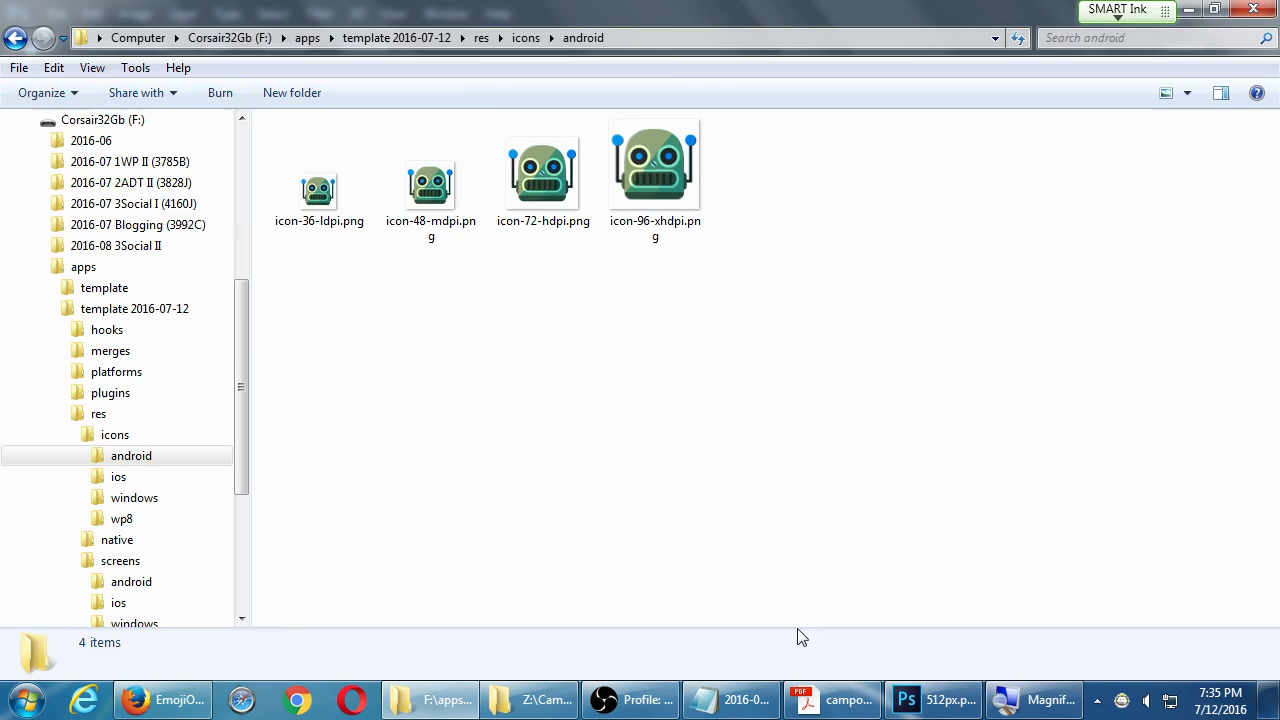 SMART Ink
Computer
Corsair32Gb (F:)
apps
template 2016-07-12
res
icons
android
Search android
File
Edit
View
Tools
Help
Organize
Share with
Burn
New folder
Corsair32Gb (F:)
2016-06
2016-07 1WP II (3785B)
2016-07 2ADT II (3828J)
2016-07 3Social I (4160J)
2016-07 Blogging (3992C)
2016-08 3Social II
apps
template
template 2016-07-12
hooks
merges
platforms
plugins
res
icons
android
ios
windows
wp8
native
screens
android
ios
windows
icon-36-ldpi.png
icon-48-mdpi.pn
g
icon-72-hdpi.png
icon-96-xhdpi.pn
g
4 items
EmojiO...
F:\apps...
Z:\Cam...
Profile: ...
2016-0...
PDF
campo...
Ps
512px.p...
Magnif...
7:35 PM
7/12/2016